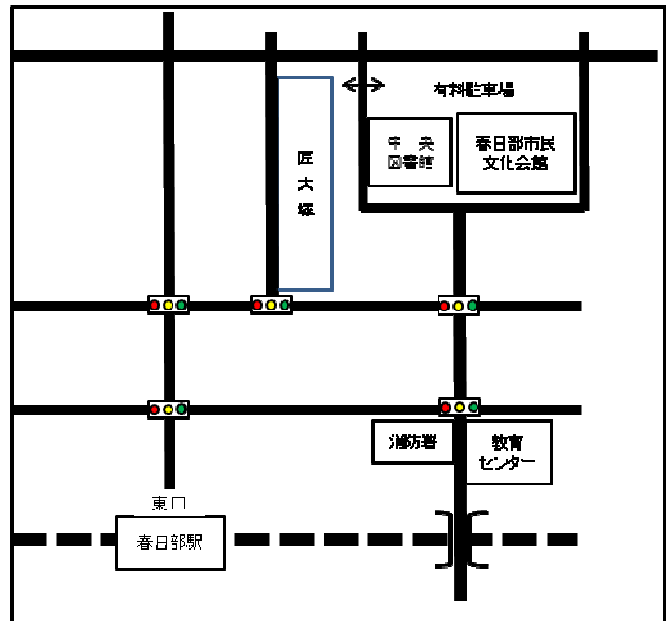 有料駐車場
中央
図書館
春日部市民
文化会館
匠
大
塚
消防署
教育
センター
東口
春日部駅